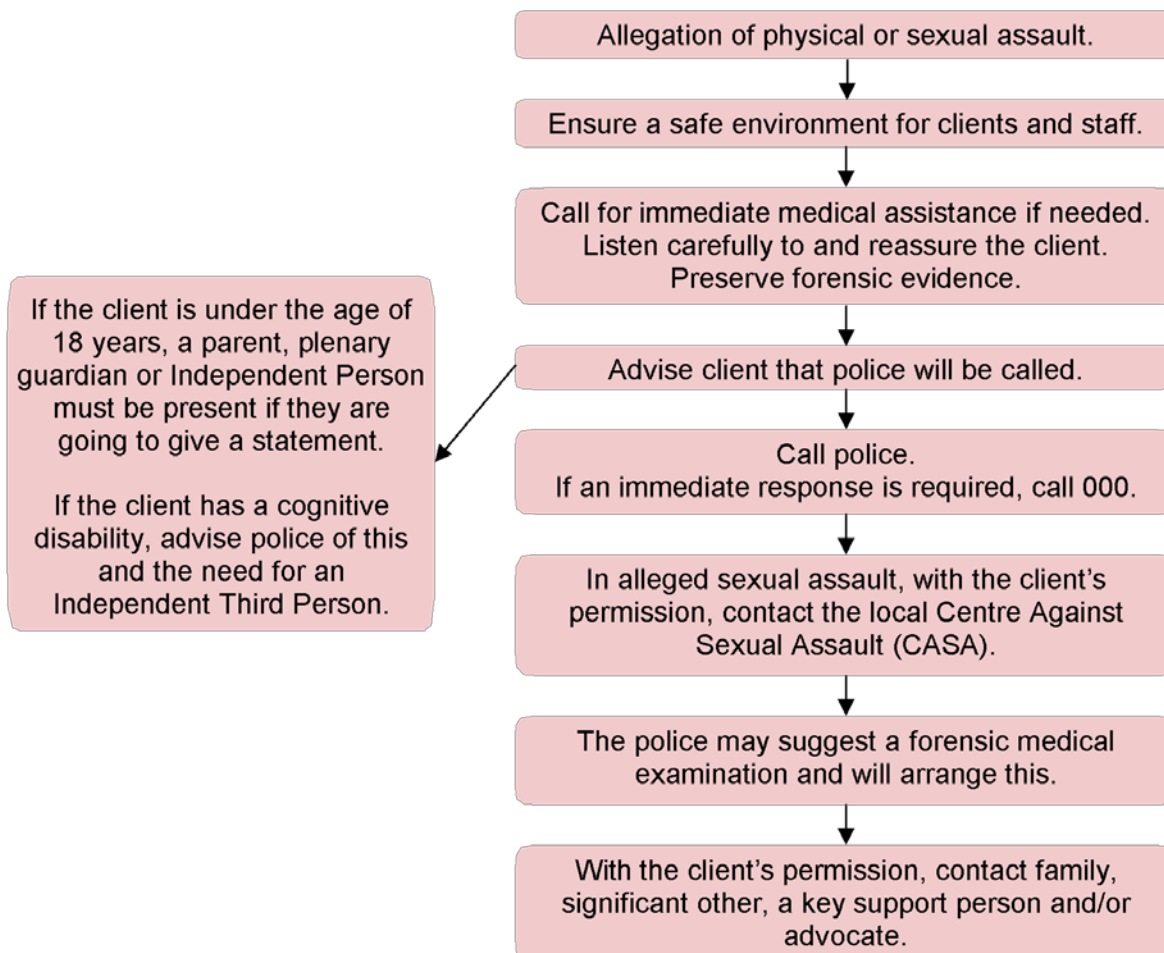 Allegation of physical or sexual assault.
Ensure a safe environment for clients and staff.
Call for immediate medical assistance if needed.
Listen carefully to and reassure the client.
Preserve forensic evidence.
Advise client that police will be called.
If the client is under the age of
18 years, a parent, plenary
guardian or Independent Person
must be present if they are
going to give a statement.
If the client has a cognitive
disability, advise police of this
and the need for an
Independent Third Person.
Call police.
If an immediate response is required, call 000.
In alleged sexual assault, with the client’s
permission, contact the local Centre Against
Sexual Assault (CASA).
The police may suggest a forensic medical
examination and will arrange this.
With the client’s permission, contact family,
significant other, a key support person and/or
advocate.